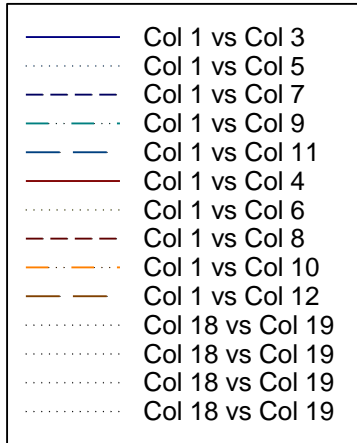 Col 1 vs Col 3
Col 1 vs Col 5
Col 1 vs Col 7
Col 1 vs Col 9
Col 1 vs Col 11
Col 1 vs Col 4
Col 1 vs Col 6
Col 1 vs Col 8
Col 1 vs Col 10
Col 1 vs Col 12
Col 18 vs Col 19
Col 18 vs Col 19
Col 18 vs Col 19
Col 18 vs Col 19